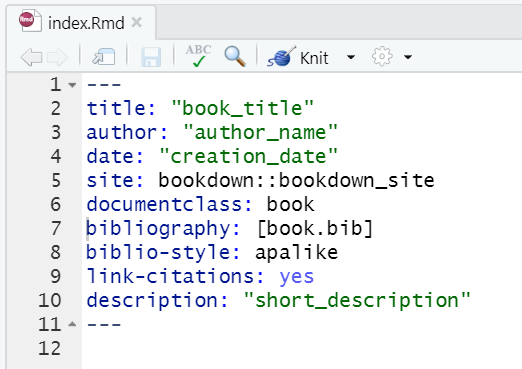 Rmd index.Rmd
ABC Knit
1 ---
2 title: "book_title"
3 author: "author_name"
4 date: "creation_date"
5 site: bookdown::bookdown_site
6 documentclass: book
7 bibliography: [book.bib]
8 biblio-style: apalike
9 link-citations: yes
10 description: "short_description"
11 ---
12